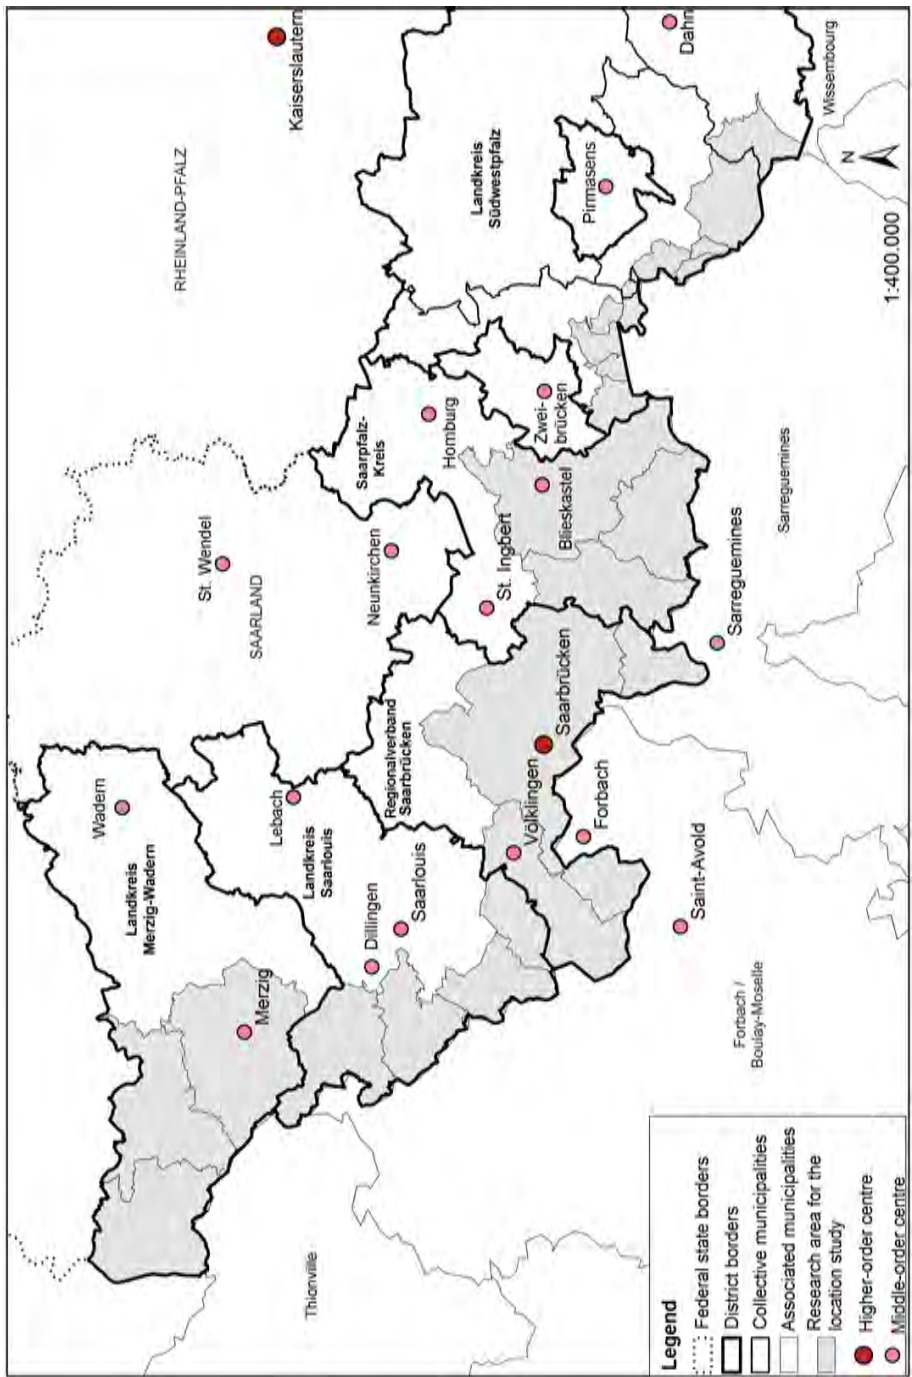 RHEINLAND-PFALZ
Kaiserslautern
St. Wendel
SAARLAND
Wadern
Landkreis
Merzig-Wadern
Merzig
Lebach
Landkreis
Saarlouis
Dillingen
Saarlouis
Regionalverband
Saarbrücken
Neunkirchen
Saarpfalz-
Kreis
Homburg
St. Ingbert
Blieskastel
Zwei-
brücken
Landkreis
Südwestpfalz
Pirmasens
Dahn
Wissembourg
Völklingen
Saarbrücken
Forbach
Saint-Avold
Sarreguemines
Sarreguemines
Forbach /
Boulay-Moselle
Thionville
N
1:400.000
Legend
Federal state borders
District borders
Collective municipalities
Associated municipalities
Research area for the
location study
Higher-order centre
Middle-order centre